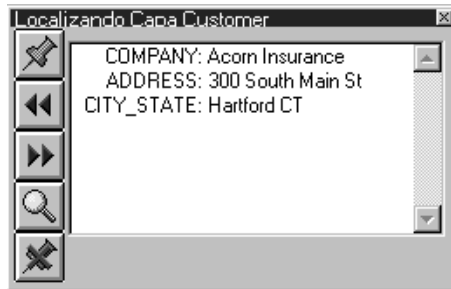 Localizando Capa Customer
COMPANY: Acorn Insurance
ADDRESS: 300 South Main St
CITY_STATE: Hartford CT